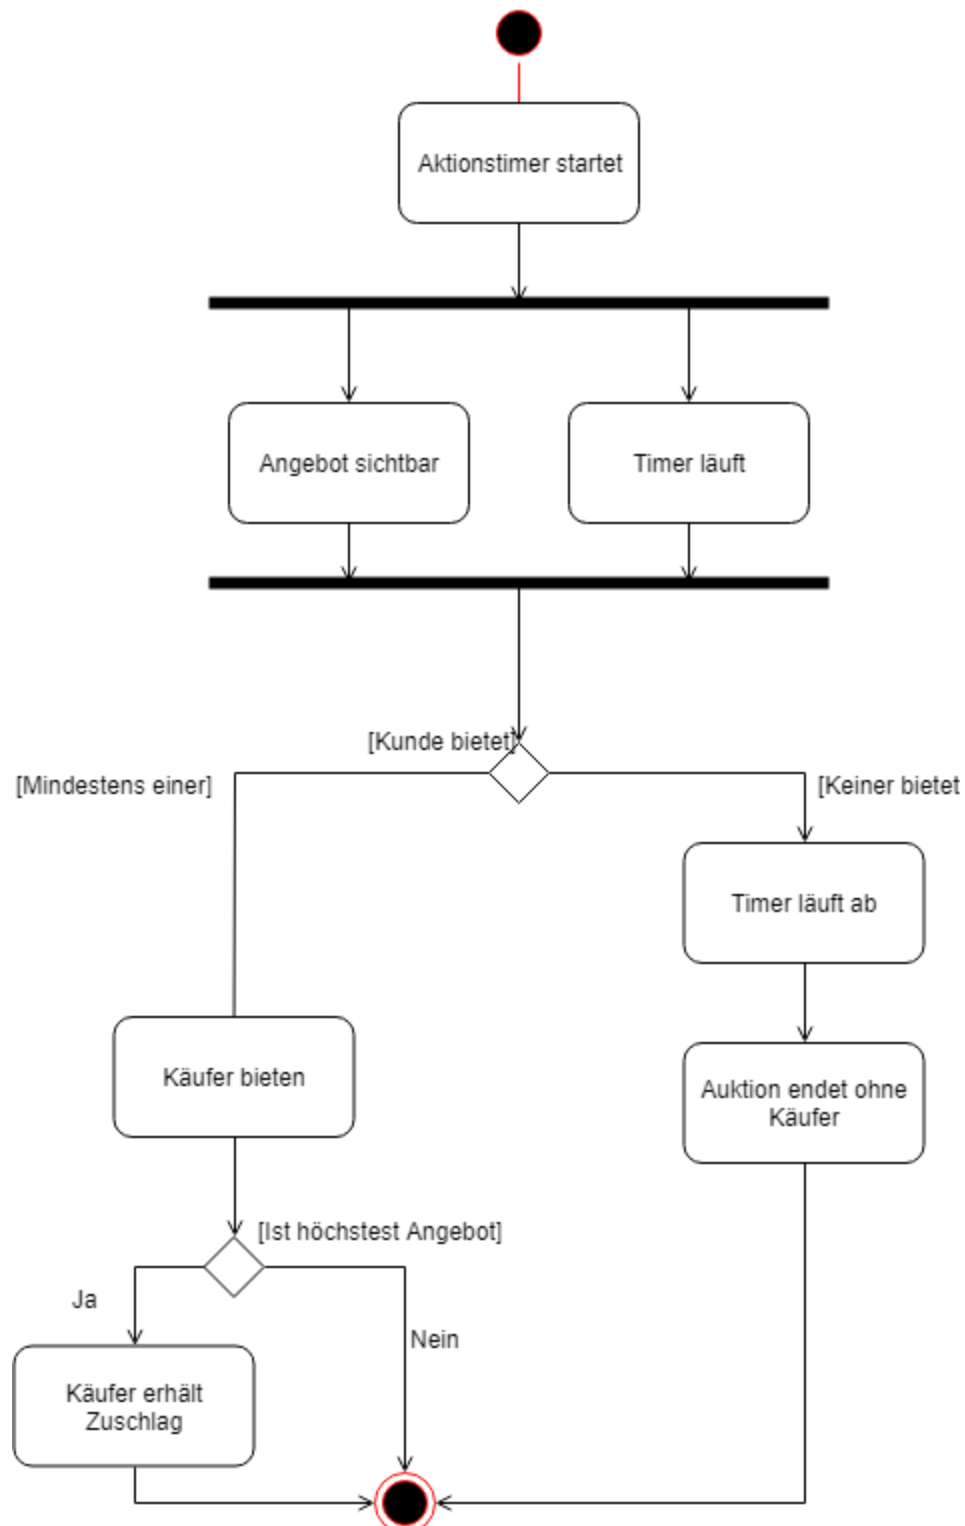 Aktionstimer startet
Angebot sichtbar
Timer läuft
[Kunde bietet]
[Mindestens einer]
[Keiner bietet
Timer läuft ab
Käufer bieten
Auktion endet ohne
Käufer
[Ist höchstest Angebot]
Ja
Nein
Käufer erhält
Zuschlag